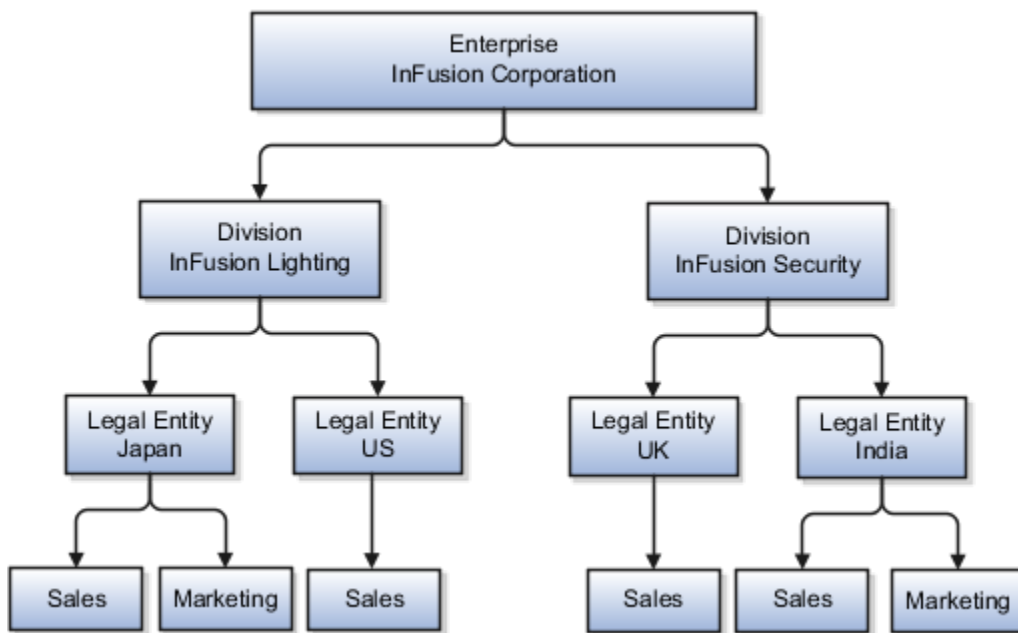 Enterprise
InFusion Corporation
Division
InFusion Lighting
Division
InFusion Security
Legal Entity
Japan
Legal Entity
US
Legal Entity
UK
Legal Entity
India
Sales
Marketing
Sales
Sales
Sales
Marketing